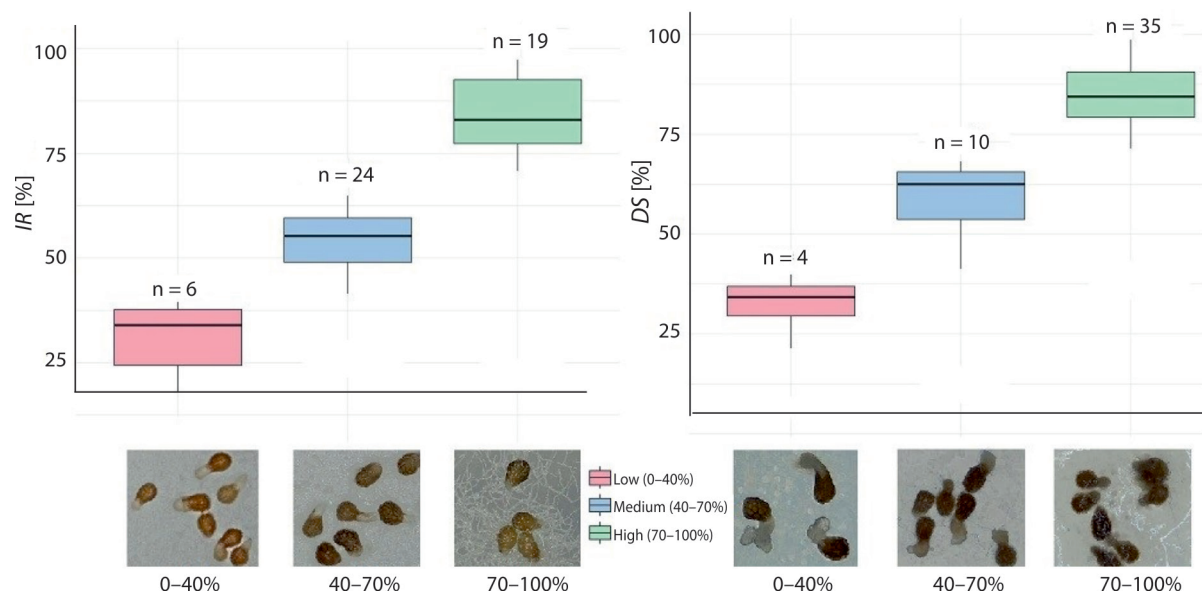 IR [%]
100
75
50
25
n = 6
n = 24
n = 19
0–40%
40–70%
70–100%
Low (0–40%)
Medium (40–70%)
High (70–100%)
DS [%]
100
75
50
25
n = 4
n = 10
n = 35
0–40%
40–70%
70–100%